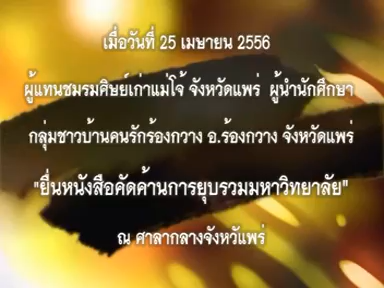 เมื่อวันที่ 25 เมษายน 2556
ผู้แทนชมรมศิษย์เก่าแม่โจ้ จังหวัดแพร่ ผู้นำนักศึกษา
กลุ่มชาวบ้านคนรักร้องกวาง อ.ร้องกวาง จังหวัดแพร่
"ยื่นหนังสือคัดค้านการยุบรวมมหาวิทยาลัย"
ณ ศาลากลางจังหวัแพร่